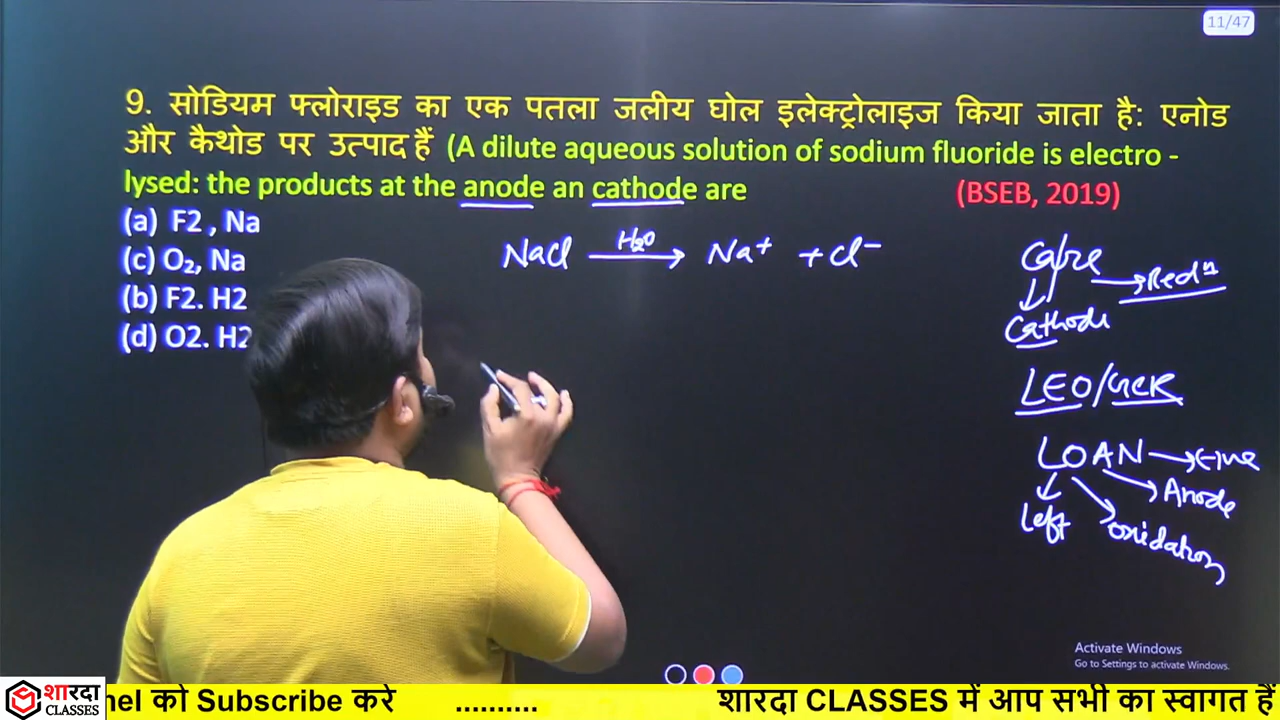 11/47
9. सोडियम फ्लोराइड का एक पतला जलीय घोल इलेक्ट्रोलाइज किया जाता है: एनोड
और कैथोड पर उत्पाद हैं (A dilute aqueous solution of sodium fluoride is electro -
lysed: the products at the anode an cathode are (BSEB, 2019)
(a) F2 , Na
(c) O₂, Na
(b) F2. H2
(d) O2. H2
NaCl H₂O → Na⁺ + Cl⁻
→ Redⁿ
Cathode
LEO/GER
LOAN → (-)ive
Anode
Left
oxidation
Activate Windows
Go to Settings to activate Windows.
शारदा
CLASSES
nel को Subscribe करे .......... शारदा CLASSES में आप सभी का स्वागत हैं